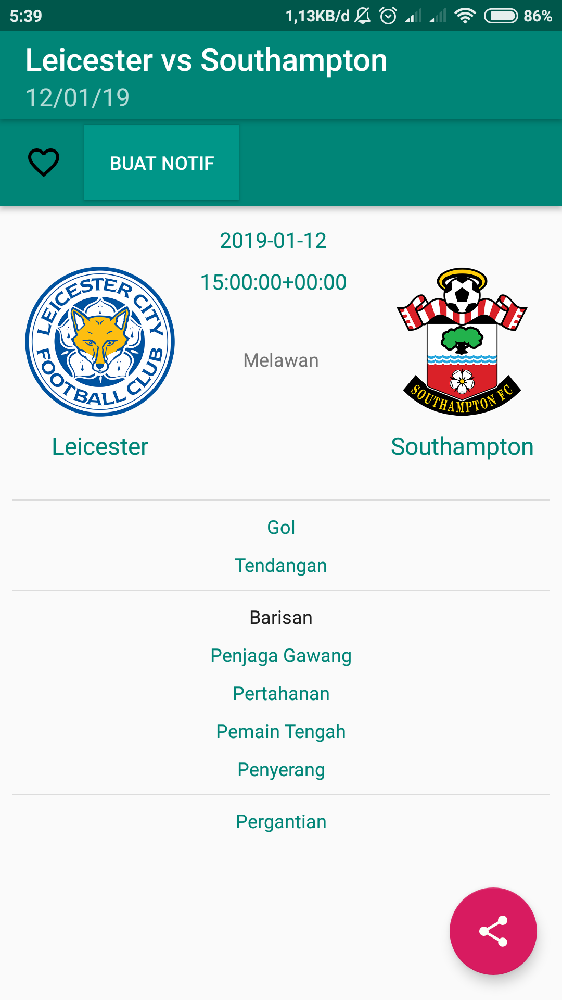 5:39 1,13KB/d 86%
Leicester vs Southampton
12/01/19
BUAT NOTIF
2019-01-12
15:00:00+00:00
LEICESTER CITY
FOOTBALL CLUB
SOUTHAMPTON FC
Melawan
Leicester
Southampton
Gol
Tendangan
Barisan
Penjaga Gawang
Pertahanan
Pemain Tengah
Penyerang
Pergantian